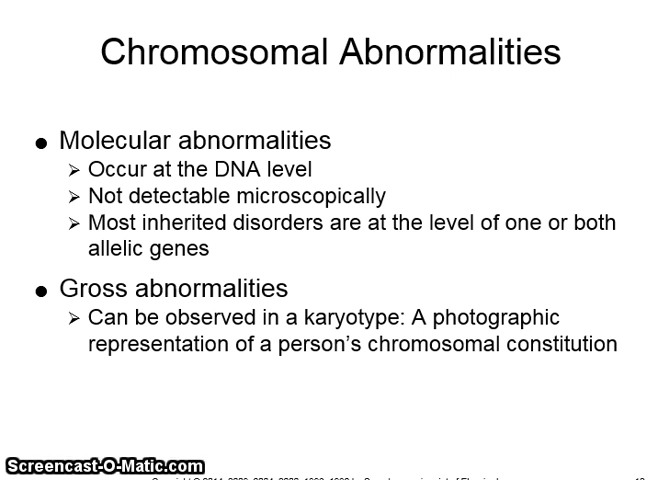 Chromosomal Abnormalities
● Molecular abnormalities
➢ Occur at the DNA level
➢ Not detectable microscopically
➢ Most inherited disorders are at the level of one or both
allelic genes
● Gross abnormalities
➢ Can be observed in a karyotype: A photographic
representation of a person’s chromosomal constitution
Screencast-O-Matic.com